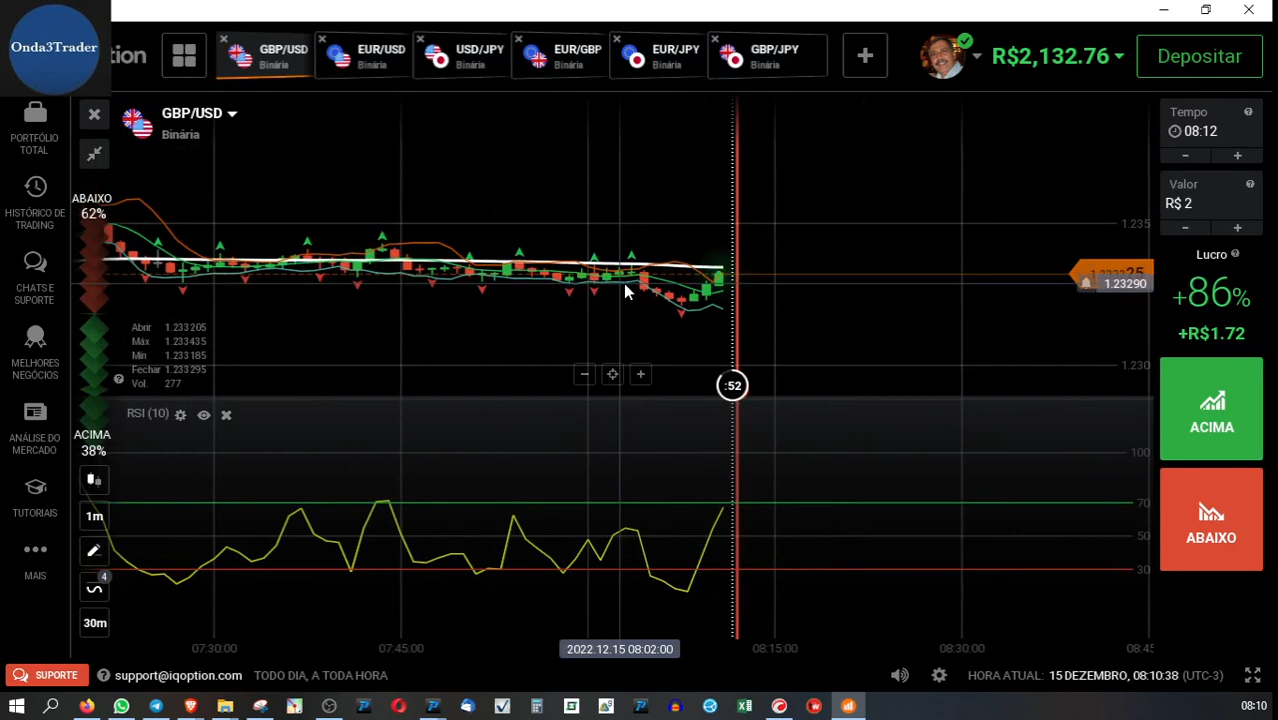 Onda3Trader
tion
GBP/USD
Binária
EUR/USD
Binária
USD/JPY
Binária
EUR/GBP
Binária
EUR/JPY
Binária
GBP/JPY
Binária
R$2,132.76
Depositar
PORTFÓLIO
TOTAL
HISTÓRICO DE
TRADING
CHATS E
SUPORTE
MELHORES
NEGÓCIOS
ANÁLISE DO
MERCADO
TUTORIAIS
MAIS
GBP/USD
Binária
ABAIXO
62%
Abrir 1.233205
Máx 1.233435
Mín 1.233185
Fechar 1.233295
Vol. 277
RSI (10)
ACIMA
38%
1m
4
30m
:52
1.235
25
1.23290
1.230
100
70
50
30
07:30:00
07:45:00
2022.12.15 08:02:00
08:15:00
08:30:00
08:45
Tempo
08:12
Valor
R$ 2
Lucro
+86%
+R$1.72
ACIMA
ABAIXO
SUPORTE
support@iqoption.com
TODO DIA, A TODA HORA
HORA ATUAL: 15 DEZEMBRO, 08:10:38 (UTC-3)
08:10